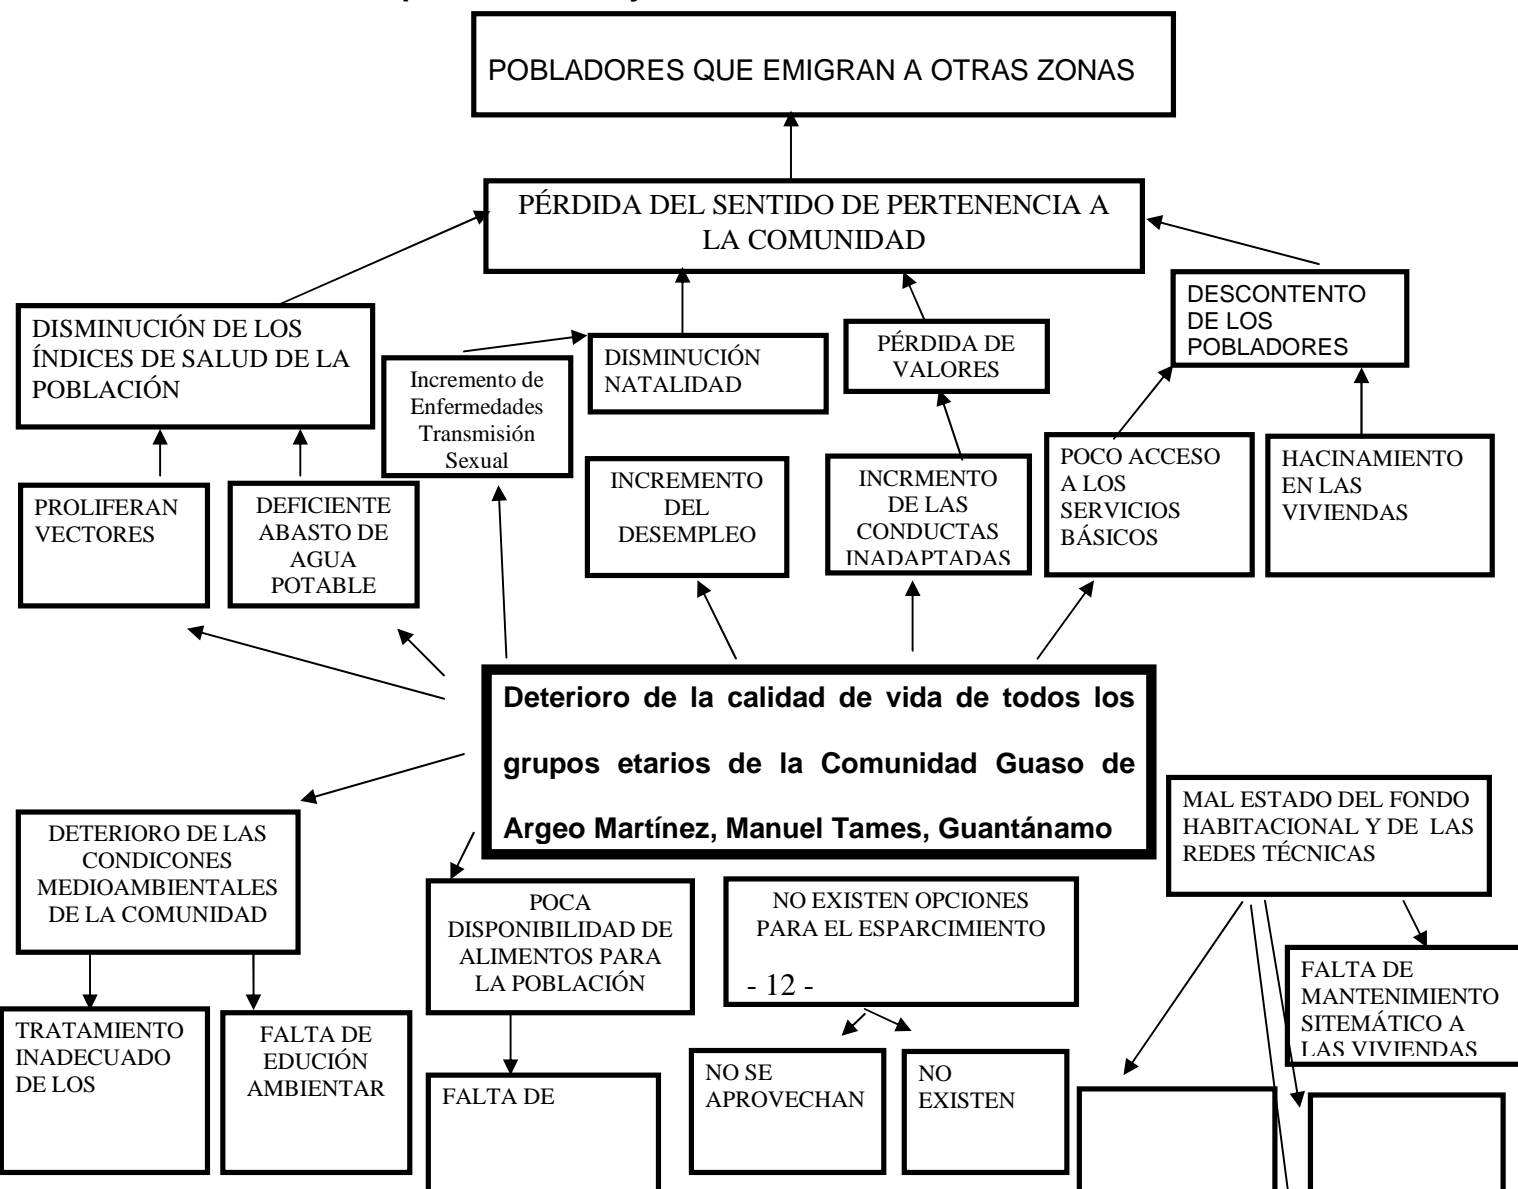 POBLADORES QUE EMIGRAN A OTRAS ZONAS
PÉRDIDA DEL SENTIDO DE PERTENENCIA A
LA COMUNIDAD
DISMINUCIÓN DE LOS
ÍNDICES DE SALUD DE LA
POBLACIÓN
Incremento de
Enfermedades
Transmisión
Sexual
DISMINUCIÓN
NATALIDAD
PÉRDIDA DE
VALORES
DESCONTENTO
DE LOS
POBLADORES
PROLIFERAN
VECTORES
DEFICIENTE
ABASTO DE
AGUA
POTABLE
INCREMENTO
DEL
DESEMPLEO
INCRMENTO
DE LAS
CONDUCTAS
INADAPTADAS
POCO ACCESO
A LOS
SERVICIOS
BÁSICOS
HACINAMIENTO
EN LAS
VIVIENDAS
Deterioro de la calidad de vida de todos los
grupos etarios de la Comunidad Guaso de
Argeo Martínez, Manuel Tames, Guantánamo
DETERIORO DE LAS
CONDICONES
MEDIOAMBIENTALES
DE LA COMUNIDAD
POCA
DISPONIBILIDAD DE
ALIMENTOS PARA
LA POBLACIÓN
NO EXISTEN OPCIONES
PARA EL ESPARCIMIENTO
- 12 -
MAL ESTADO DEL FONDO
HABITACIONAL Y DE LAS
REDES TÉCNICAS
TRATAMIENTO
INADECUADO
DE LOS
FALTA DE
EDUCIÓN
AMBIENTAR
FALTA DE
NO SE
APROVECHAN
NO
EXISTEN
FALTA DE
MANTENIMIENTO
SITEMÁTICO A
LAS VIVIENDAS